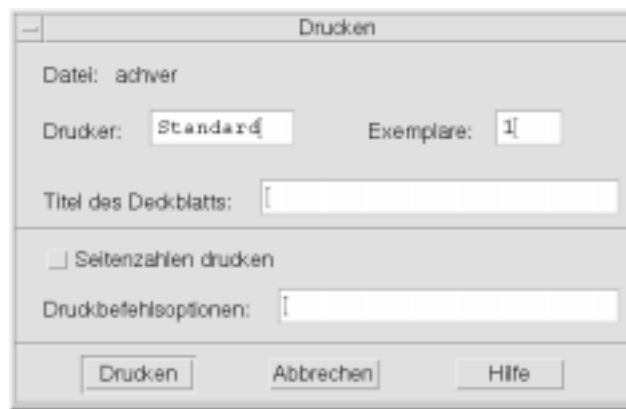 Drucken
Datei: achver
Drucker: Standard Exemplare: 1
Titel des Deckblatts:
Seitenzahlen drucken
Druckbefehlsoptionen:
Drucken Abbrechen Hilfe